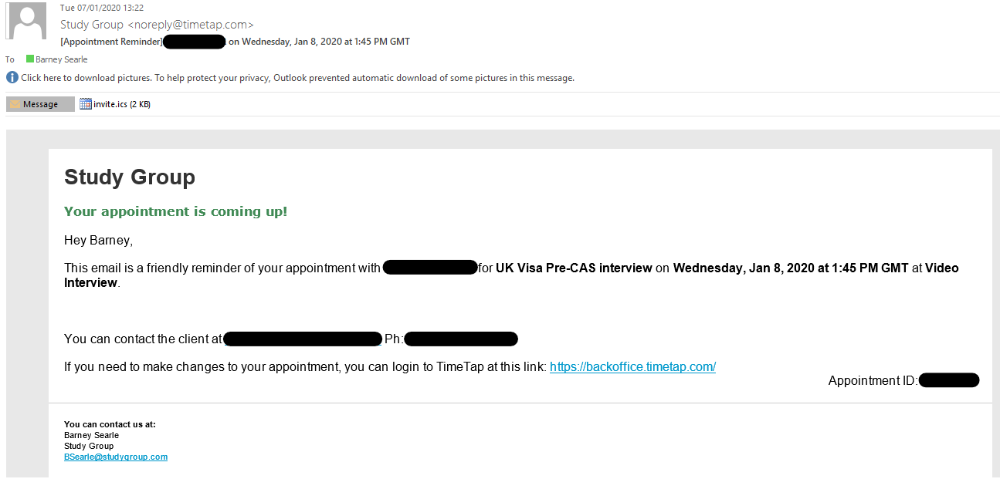 Tue 07/01/2020 13:22
Study Group <noreply@timetap.com>
[Appointment Reminder] on Wednesday, Jan 8, 2020 at 1:45 PM GMT
To Barney Searle
Click here to download pictures. To help protect your privacy, Outlook prevented automatic download of some pictures in this message.
Message invite.ics (2 KB)
Study Group
Your appointment is coming up!
Hey Barney,
This email is a friendly reminder of your appointment with for UK Visa Pre-CAS interview on Wednesday, Jan 8, 2020 at 1:45 PM GMT at Video
Interview.
You can contact the client at Ph:
If you need to make changes to your appointment, you can login to TimeTap at this link: https://backoffice.timetap.com/
Appointment ID:
You can contact us at:
Barney Searle
Study Group
BSearle@studygroup.com